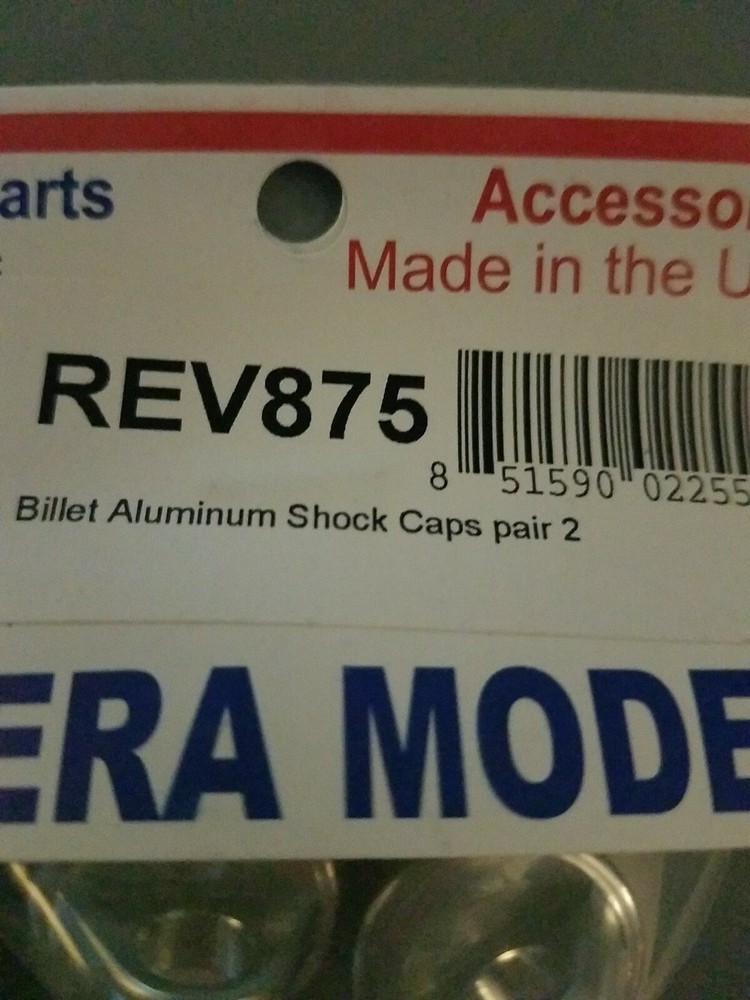 arts
Accesso
Made in the U
REV875
8 51590 02255
Billet Aluminum Shock Caps pair 2
ERA MODE